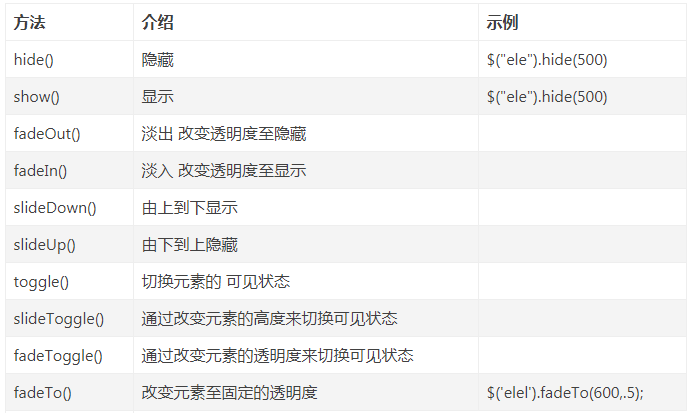 方法 介绍 示例
hide() 隐藏 $("ele").hide(500)
show() 显示 $("ele").hide(500)
fadeOut() 淡出 改变透明度至隐藏
fadeIn() 淡入 改变透明度至显示
slideDown() 由上到下显示
slideUp() 由下到上隐藏
toggle() 切换元素的 可见状态
slideToggle() 通过改变元素的高度来切换可见状态
fadeToggle() 通过改变元素的透明度来切换可见状态
fadeTo() 改变元素至固定的透明度 $('elel').fadeTo(600,.5);